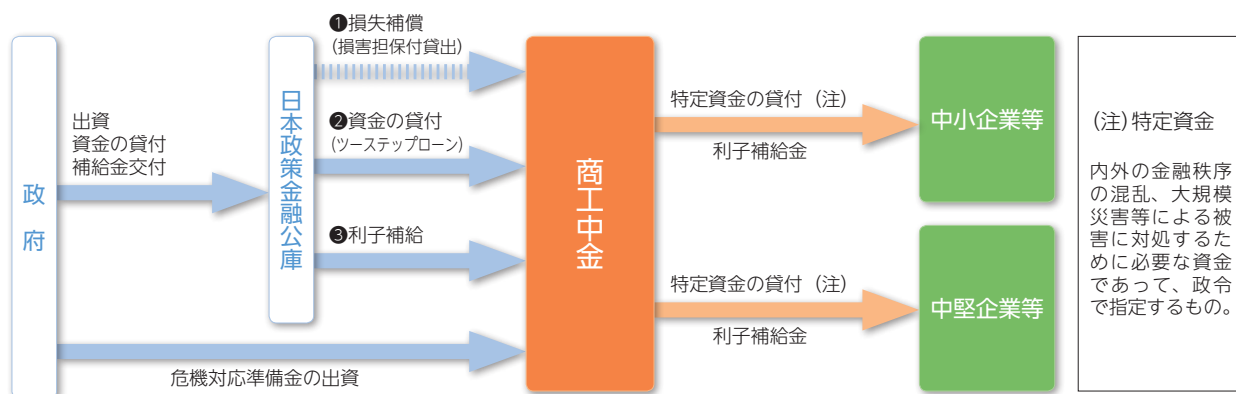 政府
出資
資金の貸付
補給金交付
日本政策金融公庫
❶損失補償
(損害担保付貸出)
❷資金の貸付
(ツーステップローン)
❸利子補給
危機対応準備金の出資
商工中金
特定資金の貸付（注）
利子補給金
中小企業等
特定資金の貸付（注）
利子補給金
中堅企業等
(注)特定資金
内外の金融秩序
の混乱、大規模
災害等による被
害に対処するた
めに必要な資金
であって、政令
で指定するもの。